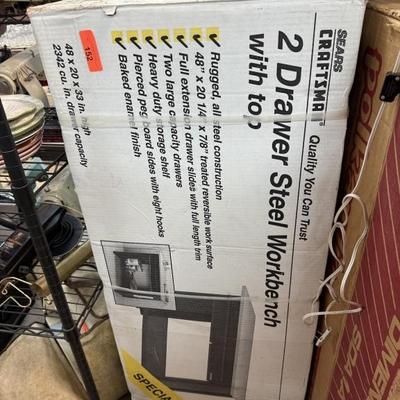 SEARS
CRAFTSMAN® Quality You Can Trust
2 Drawer Steel Workbench
with top
✓ Rugged, all steel construction
✓ 48" x 20 1/4" x 7/8" treated reversible work surface
✓ Full extension drawer slides with full length trim
✓ Two large capacity drawers
✓ Heavy duty storage shelf
✓ Pierced peg board sides with eight hooks
✓ Baked enamel finish
48 x 20 x 33 in. high
2342 cu. in. drawer capacity
152